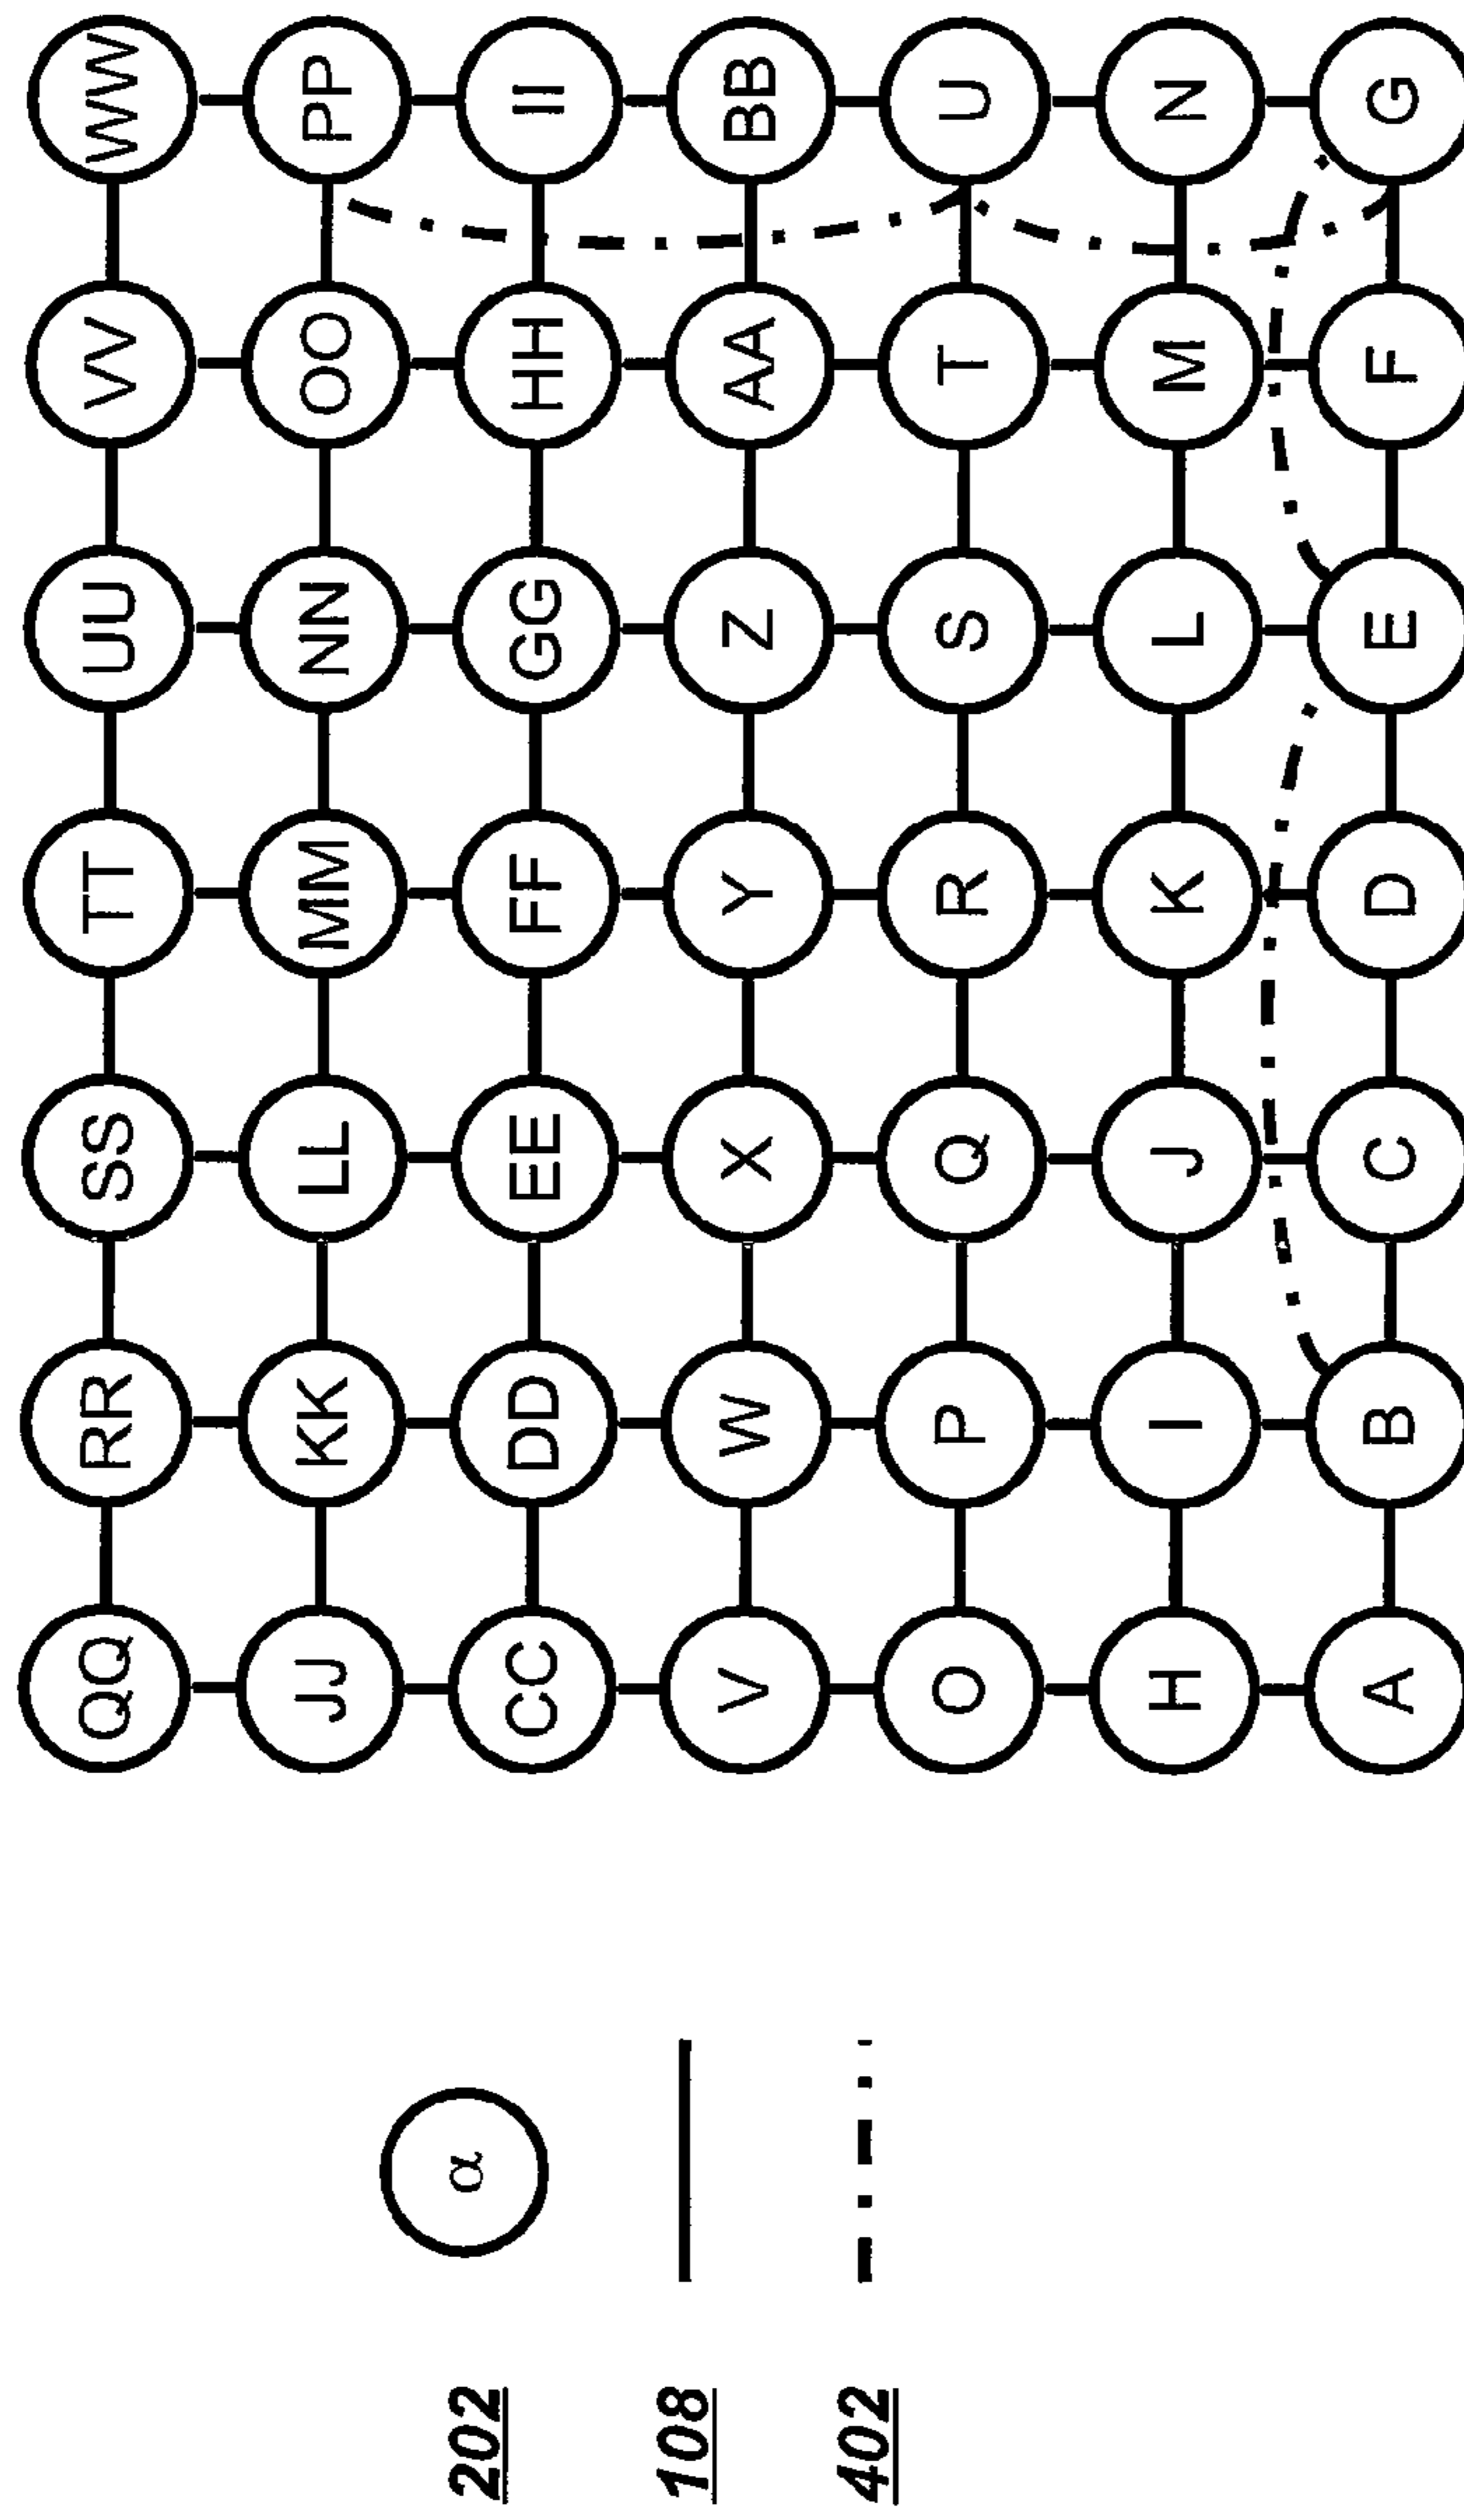 QQ RR SS TT UU VV WW
JJ KK LL MM NN OO PP
CC DD EE FF GG HH II
V W X Y Z AA BB
O P Q R S T U
H I J K L M N
A B C D E F G
202 α
108
402